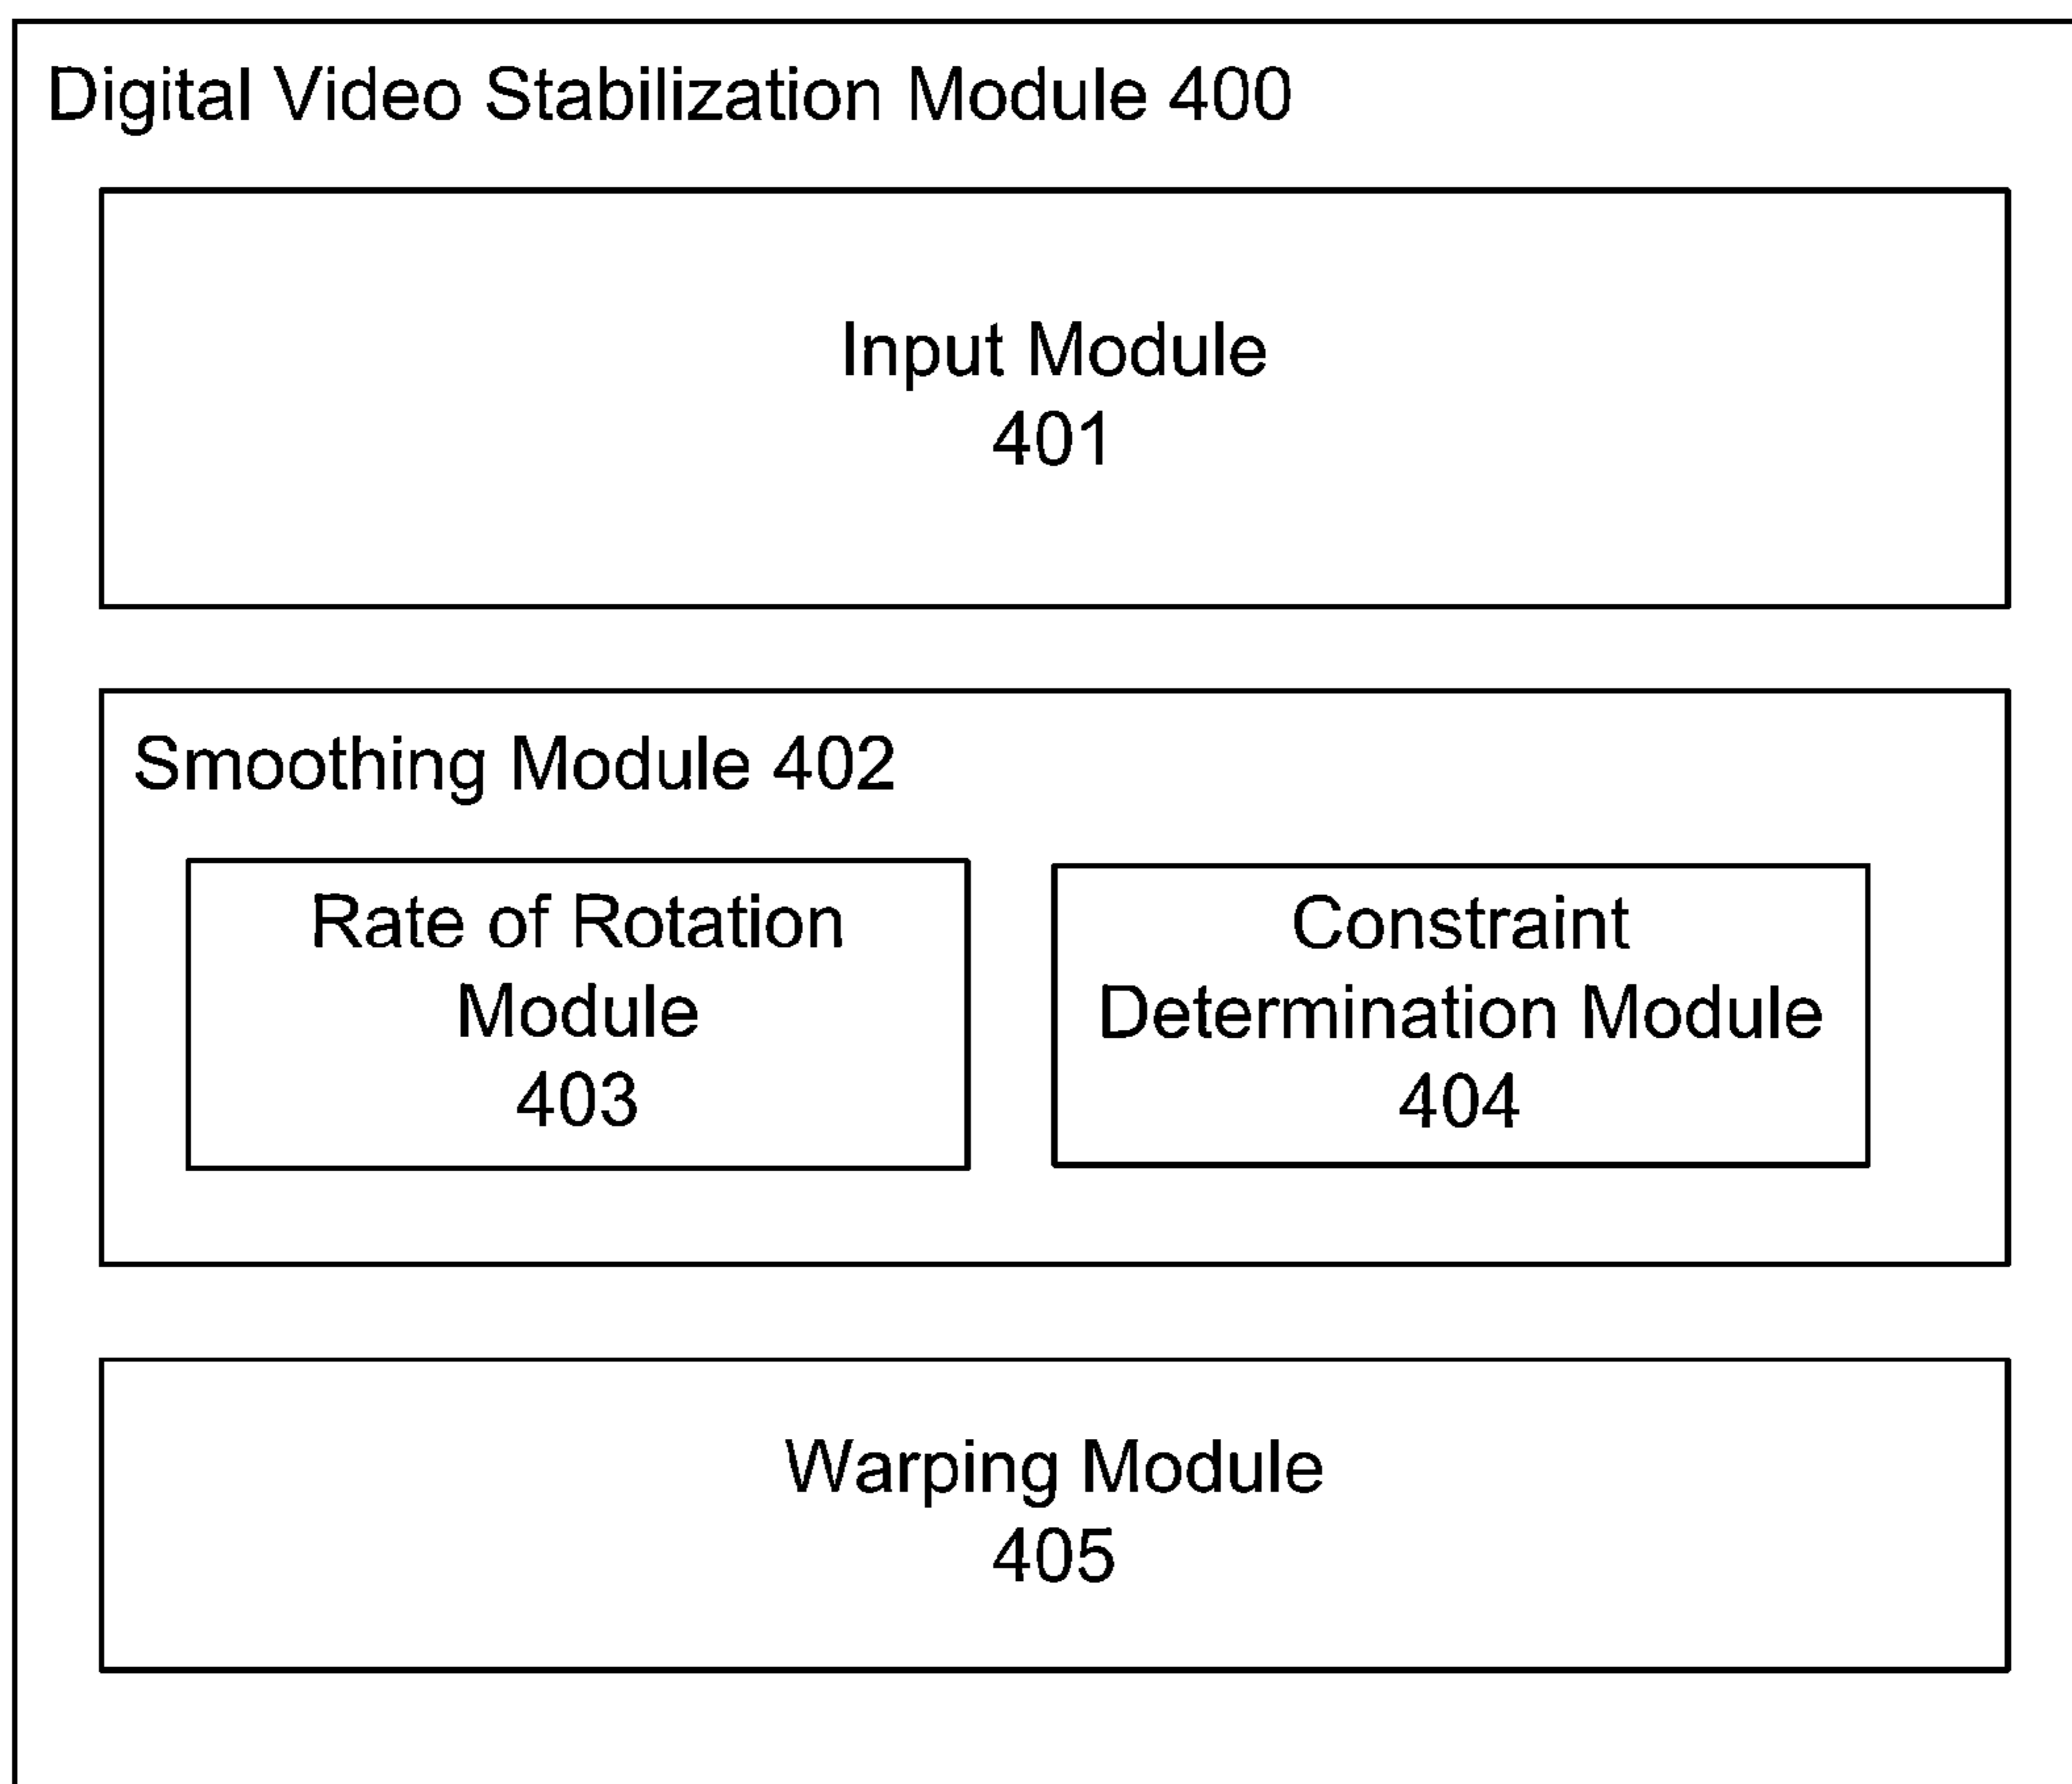 Digital Video Stabilization Module 400
Input Module
401
Smoothing Module 402
Rate of Rotation
Module
403
Constraint
Determination Module
404
Warping Module
405